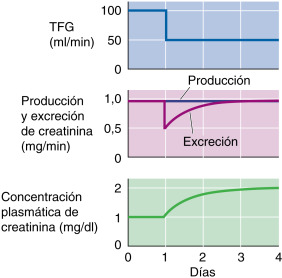 TFG
(ml/min)
100
50
0
Producción
y excreción
de creatinina
(mg/min)
1,0
0,5
0
Producción
Excreción
Concentración
plasmática de
creatinina (mg/dl)
2
1
0
0 1 2 3 4
Días